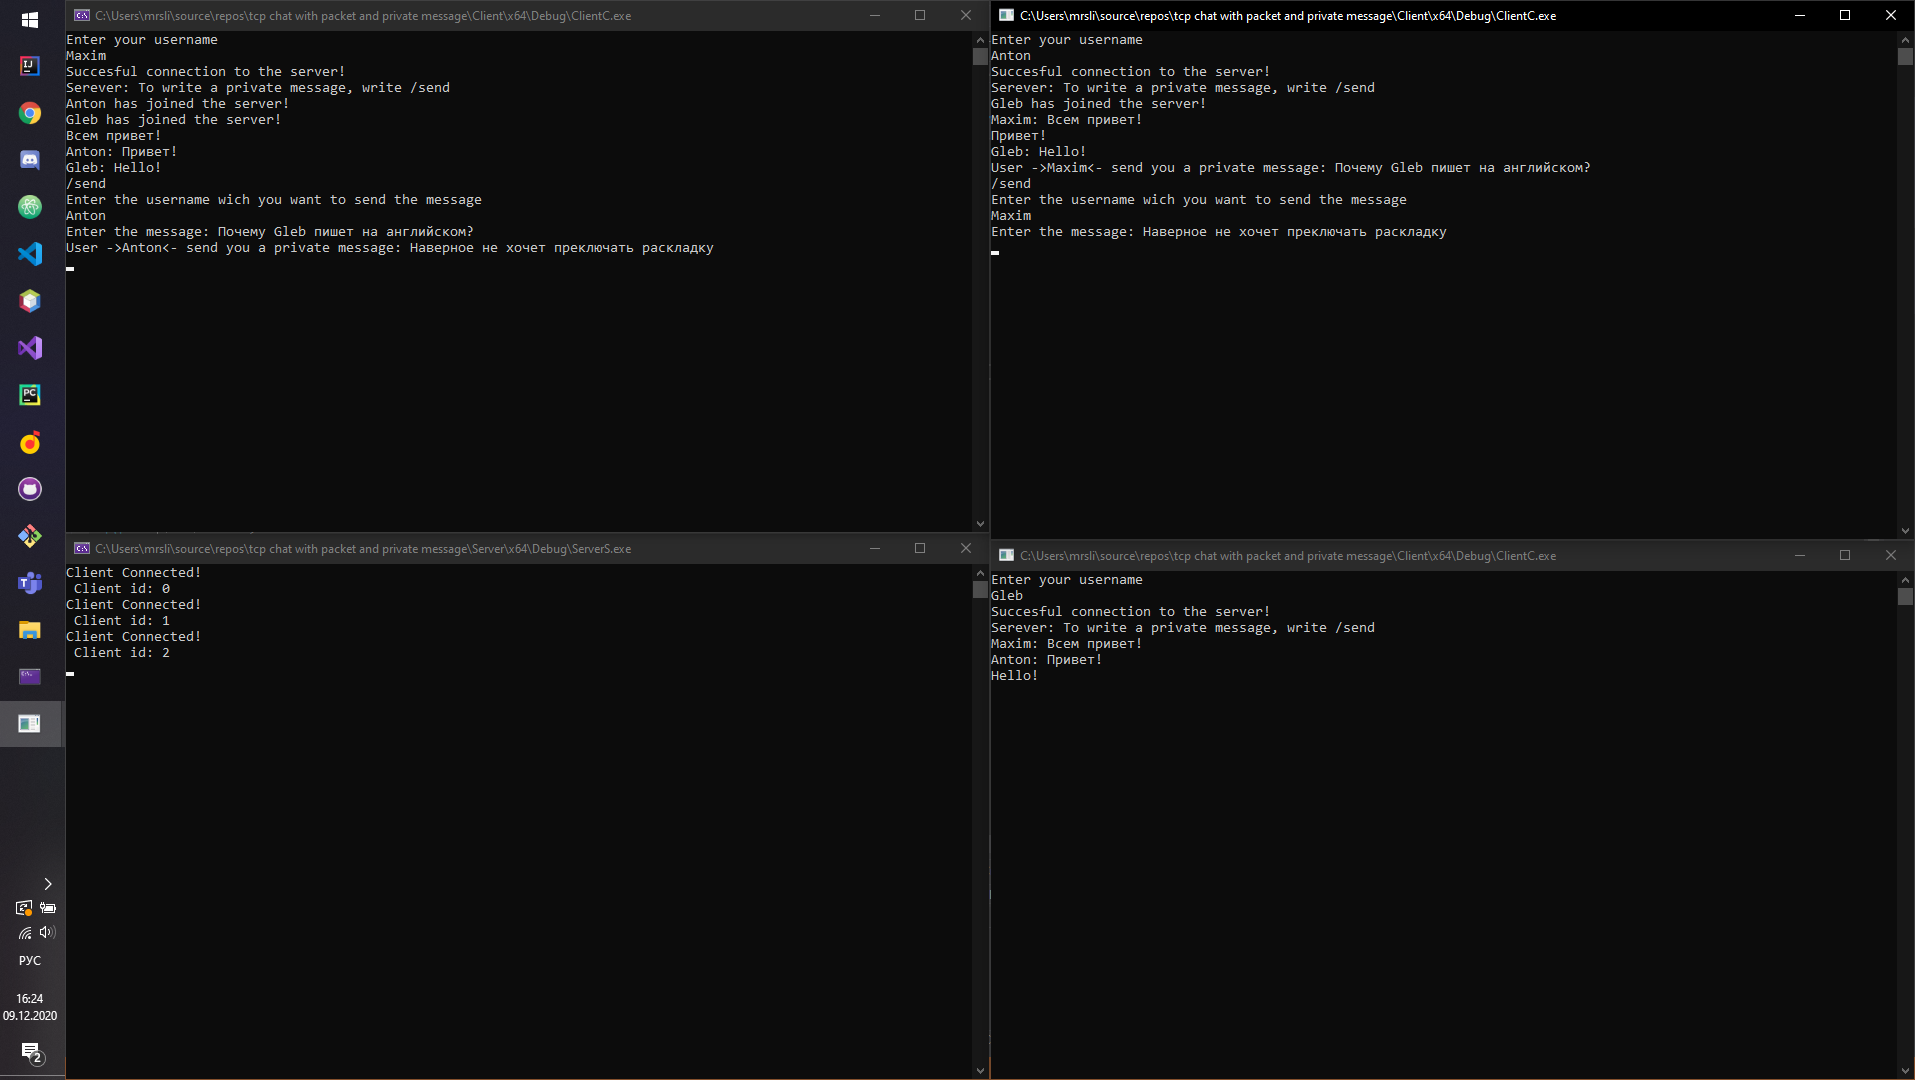 C:\Users\mrsli\source\repos\tcp chat with packet and private message\Client\x64\Debug\ClientC.exe
Enter your username
Maxim
Succesful connection to the server!
Serever: To write a private message, write /send
Anton has joined the server!
Gleb has joined the server!
Всем привет!
Anton: Привет!
Gleb: Hello!
/send
Enter the username wich you want to send the message
Anton
Enter the message: Почему Gleb пишет на английском?
User ->Anton<- send you a private message: Наверное не хочет преключать раскладку
C:\Users\mrsli\source\repos\tcp chat with packet and private message\Client\x64\Debug\ClientC.exe
Enter your username
Anton
Succesful connection to the server!
Serever: To write a private message, write /send
Gleb has joined the server!
Maxim: Всем привет!
Привет!
Gleb: Hello!
User ->Maxim<- send you a private message: Почему Gleb пишет на английском?
/send
Enter the username wich you want to send the message
Maxim
Enter the message: Наверное не хочет преключать раскладку
C:\Users\mrsli\source\repos\tcp chat with packet and private message\Server\x64\Debug\ServerS.exe
Client Connected!
Client id: 0
Client Connected!
Client id: 1
Client Connected!
Client id: 2
C:\Users\mrsli\source\repos\tcp chat with packet and private message\Client\x64\Debug\ClientC.exe
Enter your username
Gleb
Succesful connection to the server!
Serever: To write a private message, write /send
Maxim: Всем привет!
Anton: Привет!
Hello!
IJ
PC
T
РУС
16:24
09.12.2020
2